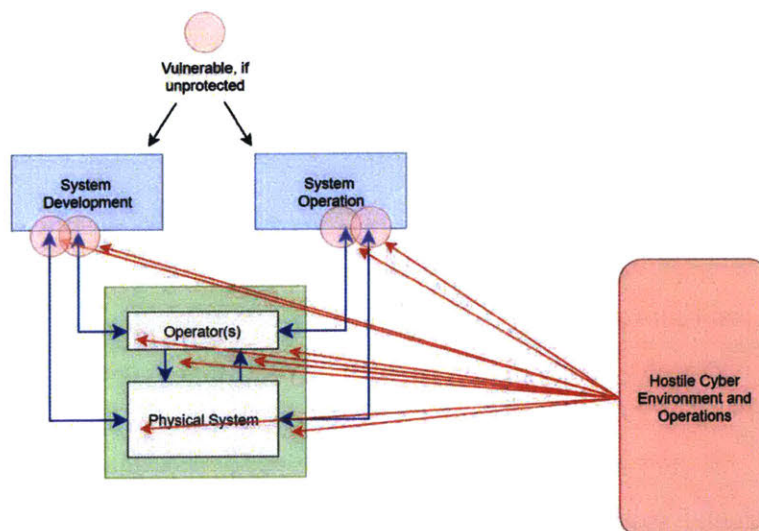 Vulnerable, if
unprotected
System
Development
System
Operation
Operator(s)
Physical System
Hostile Cyber
Environment and
Operations